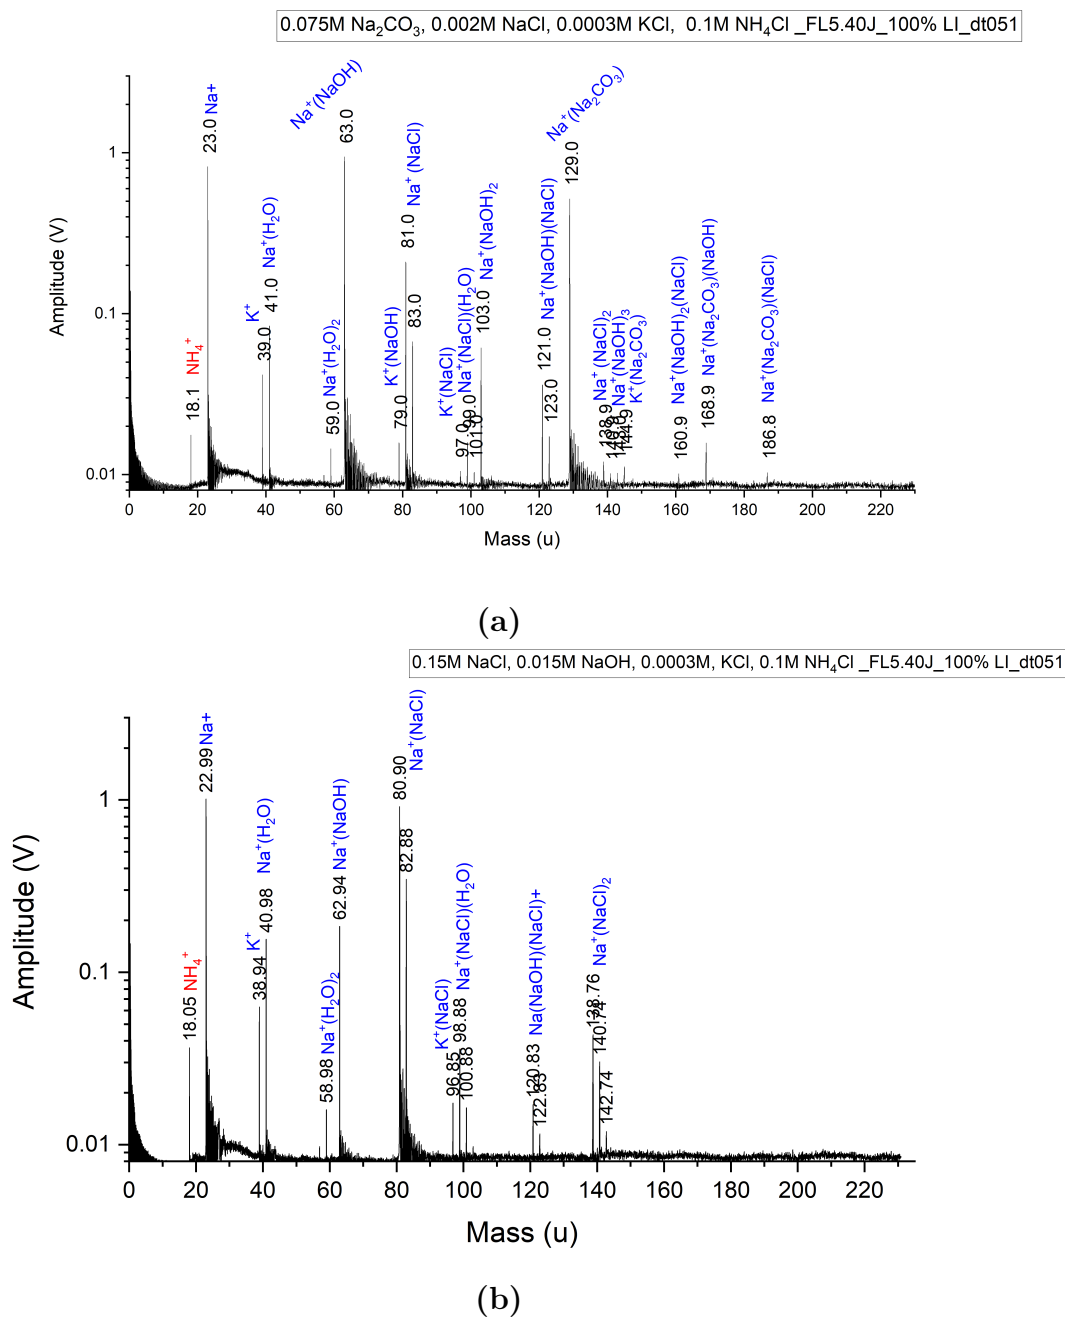 0.075M Na₂CO₃, 0.002M NaCl, 0.0003M KCl, 0.1M NH₄Cl _FL5.40J_100% LI_dt051
Amplitude (V)
1
0.1
0.01
18.1 NH₄⁺
23.0 Na+
39.0 K⁺
41.0 Na⁺(H₂O)
59.0 Na⁺(H₂O)₂
Na⁺(NaOH)
63.0
79.0 K⁺(NaOH)
81.0 Na⁺(NaCl)
83.0
97.0 K⁺(NaCl)
99.0 Na⁺(NaCl)(H₂O)
101.0
103.0 Na⁺(NaOH)₂
121.0 Na⁺(NaOH)(NaCl)
123.0
Na⁺(Na₂CO₃)
129.0
138.9 Na⁺(NaCl)₂
Na⁺(NaOH)₃
144.9 K⁺(Na₂CO₃)
160.9 Na⁺(NaOH)₂(NaCl)
168.9 Na⁺(Na₂CO₃)(NaOH)
186.8 Na⁺(Na₂CO₃)(NaCl)
0 20 40 60 80 100 120 140 160 180 200 220
Mass (u)
(a)
0.15M NaCl, 0.015M NaOH, 0.0003M, KCl, 0.1M NH₄Cl _FL5.40J_100% LI_dt051
Amplitude (V)
1
0.1
0.01
18.05 NH₄⁺
22.99 Na+
38.94 K⁺
40.98 Na⁺(H₂O)
58.98 Na⁺(H₂O)₂
62.94 Na⁺(NaOH)
80.90 Na⁺(NaCl)
82.88
96.85 K⁺(NaCl)
98.88 Na⁺(NaCl)(H₂O)
100.88
120.83 Na(NaOH)(NaCl)+
122.83
138.76 Na⁺(NaCl)₂
140.74
142.74
0 20 40 60 80 100 120 140 160 180 200 220
Mass (u)
(b)